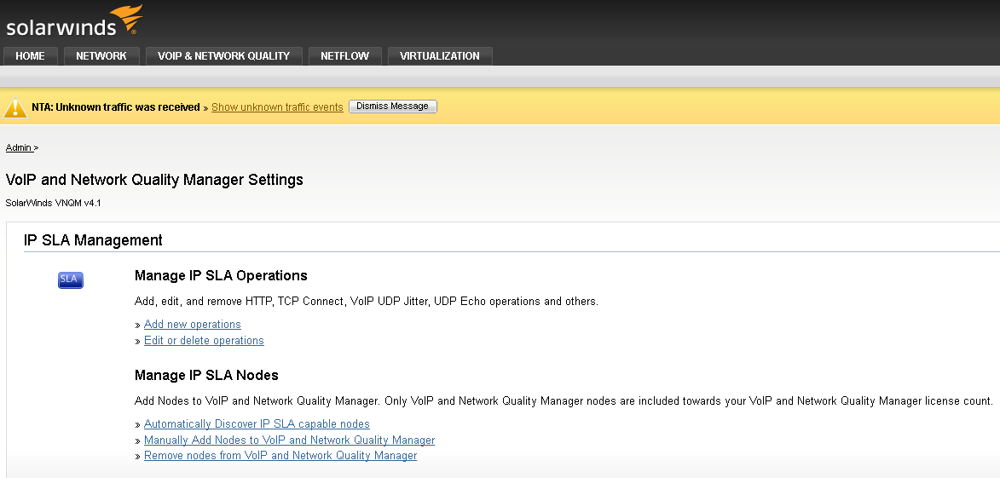 solarwinds
HOME NETWORK VOIP & NETWORK QUALITY NETFLOW VIRTUALIZATION
NTA: Unknown traffic was received » Show unknown traffic events Dismiss Message
Admin >
VoIP and Network Quality Manager Settings
SolarWinds VNQM v4.1
IP SLA Management
SLA
Manage IP SLA Operations
Add, edit, and remove HTTP, TCP Connect, VoIP UDP Jitter, UDP Echo operations and others.
» Add new operations
» Edit or delete operations
Manage IP SLA Nodes
Add Nodes to VoIP and Network Quality Manager. Only VoIP and Network Quality Manager nodes are included towards your VoIP and Network Quality Manager license count.
» Automatically Discover IP SLA capable nodes
» Manually Add Nodes to VoIP and Network Quality Manager
» Remove nodes from VoIP and Network Quality Manager